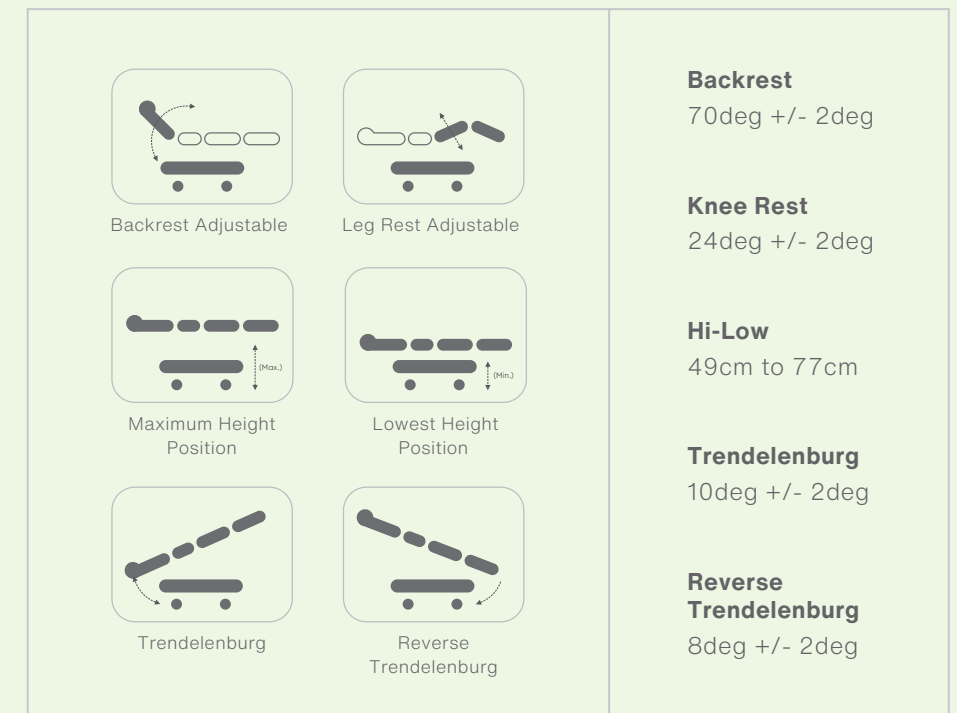 Backrest Adjustable
Leg Rest Adjustable
(Max.)
(Min.)
Maximum Height
Position
Lowest Height
Position
Trendelenburg
Reverse
Trendelenburg
Backrest
70deg +/- 2deg
Knee Rest
24deg +/- 2deg
Hi-Low
49cm to 77cm
Trendelenburg
10deg +/- 2deg
Reverse
Trendelenburg
8deg +/- 2deg